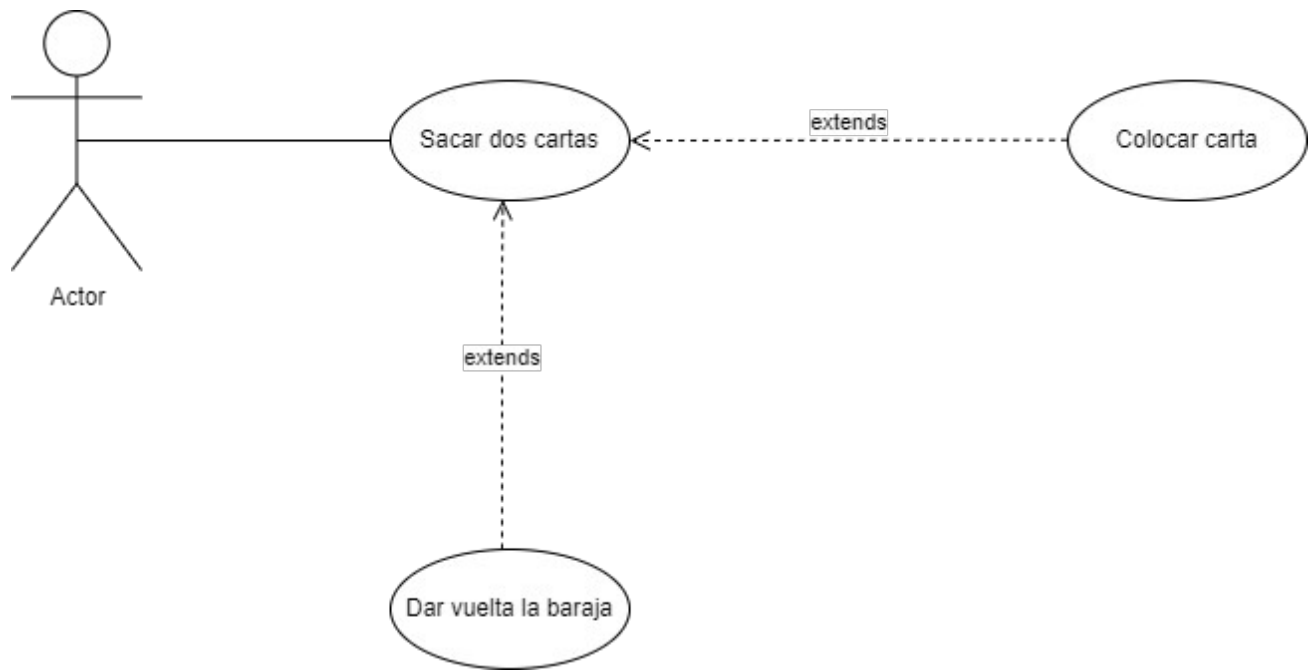 Sacar dos cartas
extends
Colocar carta
Actor
extends
Dar vuelta la baraja